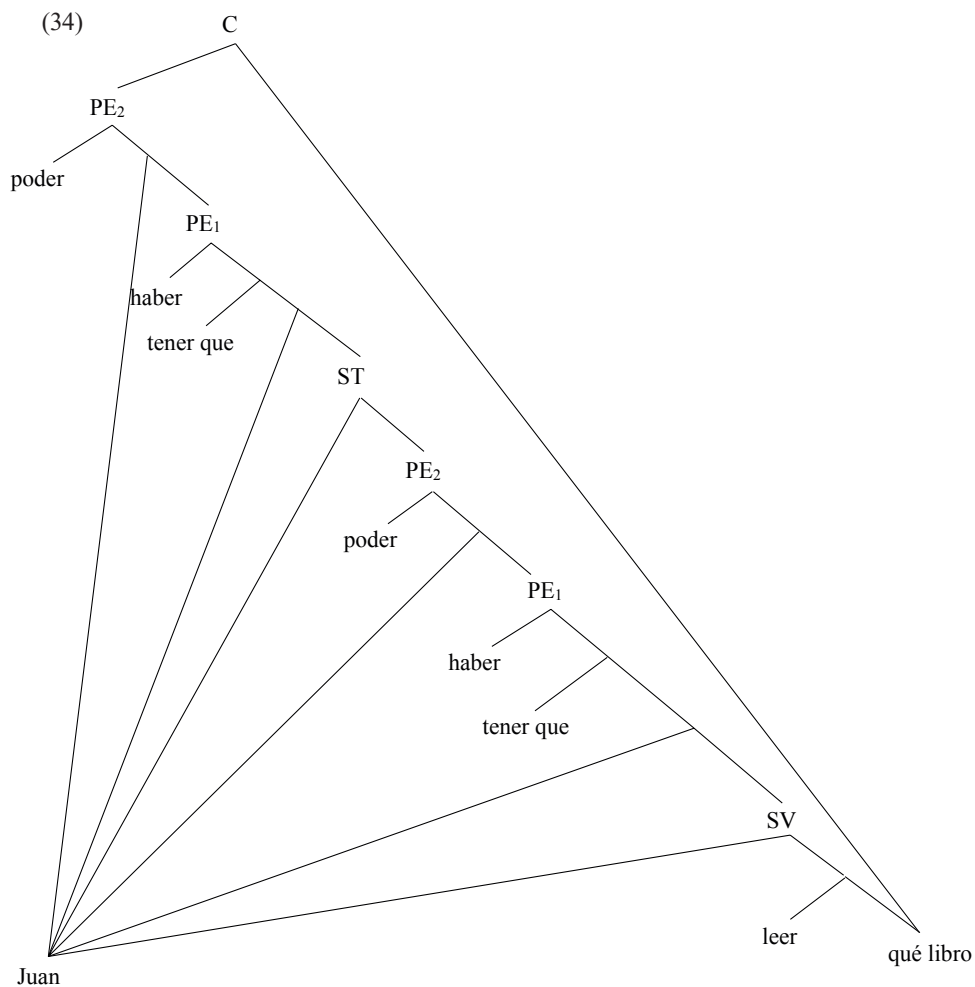 (34)
C
PE₂
poder
PE₁
haber
tener que
ST
PE₂
poder
PE₁
haber
tener que
SV
leer
qué libro
Juan